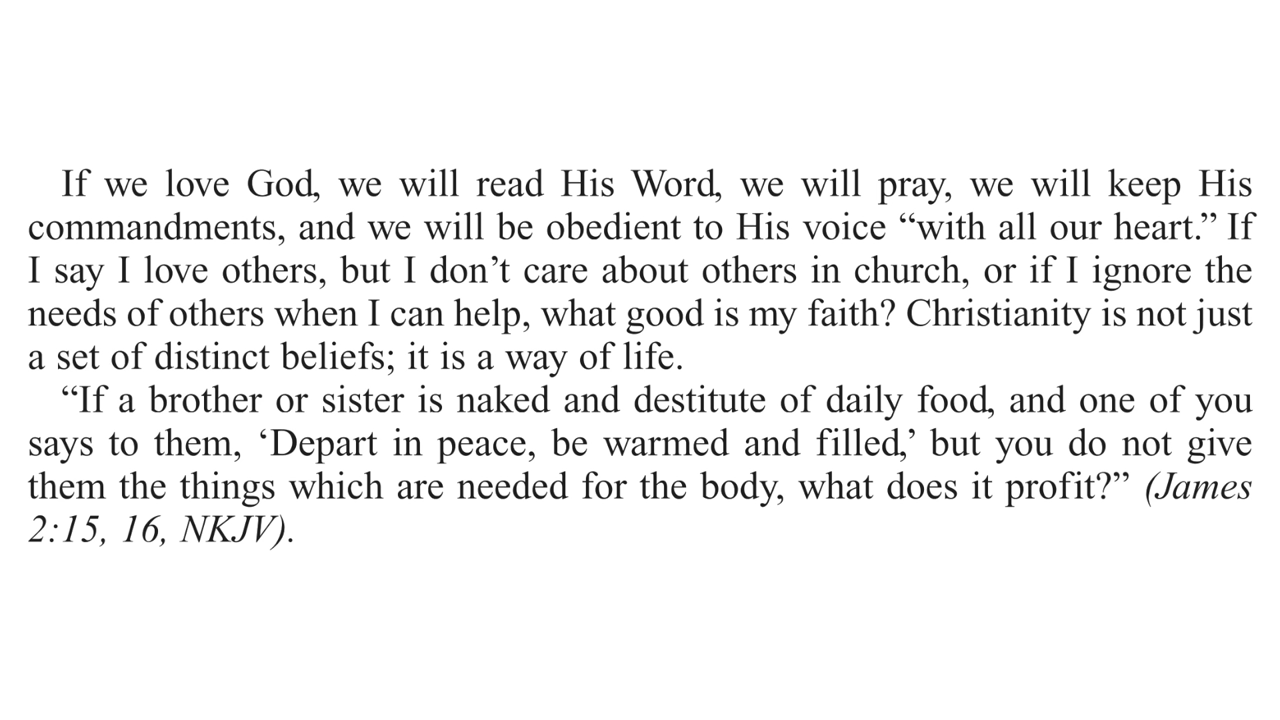 If we love God, we will read His Word, we will pray, we will keep His
commandments, and we will be obedient to His voice “with all our heart.” If
I say I love others, but I don’t care about others in church, or if I ignore the
needs of others when I can help, what good is my faith? Christianity is not just
a set of distinct beliefs; it is a way of life.
“If a brother or sister is naked and destitute of daily food, and one of you
says to them, ‘Depart in peace, be warmed and filled,’ but you do not give
them the things which are needed for the body, what does it profit?” (James
2:15, 16, NKJV).